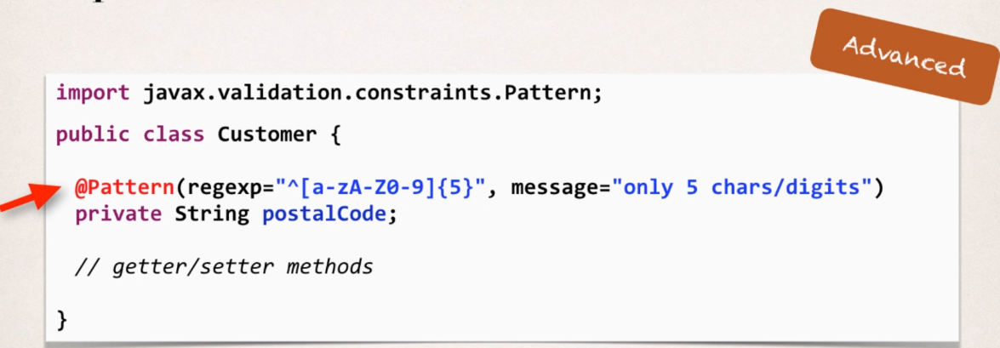 Advanced
import javax.validation.constraints.Pattern;
public class Customer {
@Pattern(regexp="^[a-zA-Z0-9]{5}", message="only 5 chars/digits")
private String postalCode;
// getter/setter methods
}